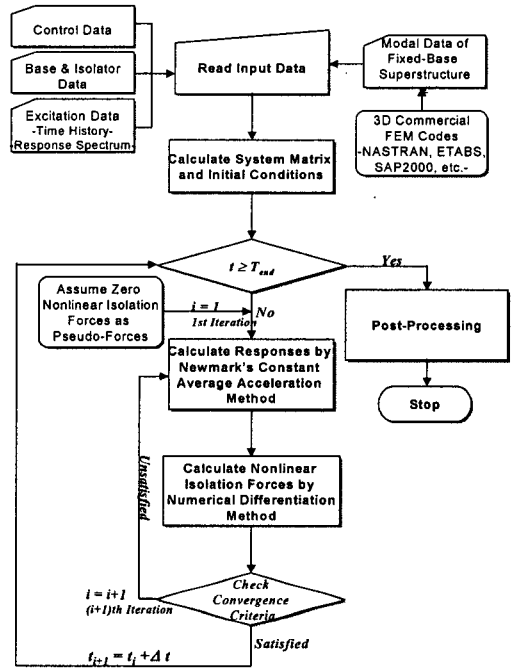 Control Data
Base & Isolator
Data
Excitation Data
-Time History-
-Response Spectrum-
Read Input Data
Modal Data of
Fixed-Base
Superstructure
3D Commercial
FEM Codes
-NASTRAN, ETABS,
SAP2000, etc.-
Calculate System Matrix
and Initial Conditions
t ≥ T_end
Yes
No
Assume Zero
Nonlinear Isolation
Forces as
Pseudo-Forces
i = 1
1st Iteration
Post-Processing
Stop
Calculate Responses by
Newmark's Constant
Average Acceleration
Method
Unsatisfied
Calculate Nonlinear
Isolation Forces by
Numerical Differentiation
Method
i = i+1
(i+1)th Iteration
Check
Convergence
Criteria
Satisfied
t_{i+1} = t_i + Δ t